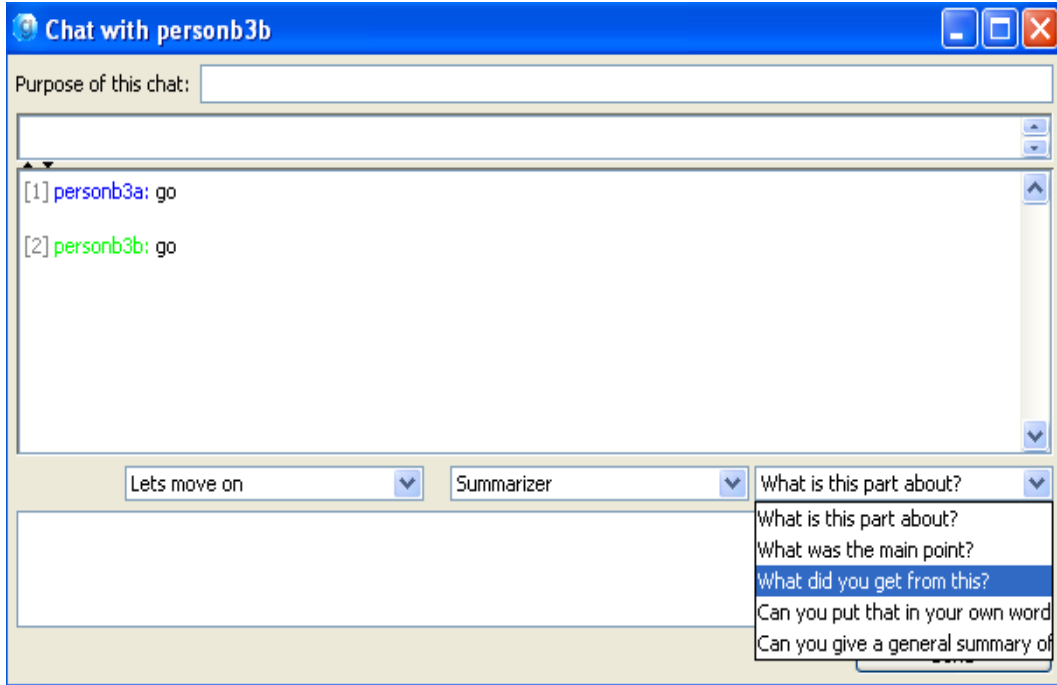 Chat with personb3b
Purpose of this chat:
[1] personb3a: go
[2] personb3b: go
Lets move on Summarizer What is this part about?
What is this part about?
What was the main point?
What did you get from this?
Can you put that in your own word
Can you give a general summary of